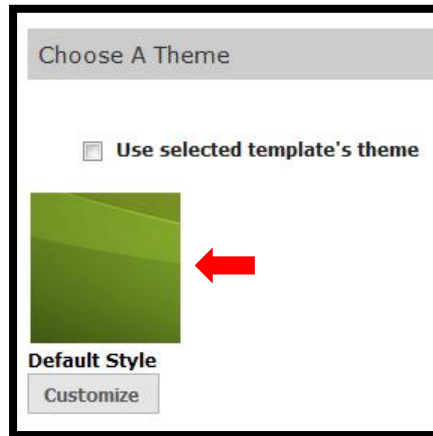 Choose A Theme
Use selected template's theme
Default Style
Customize